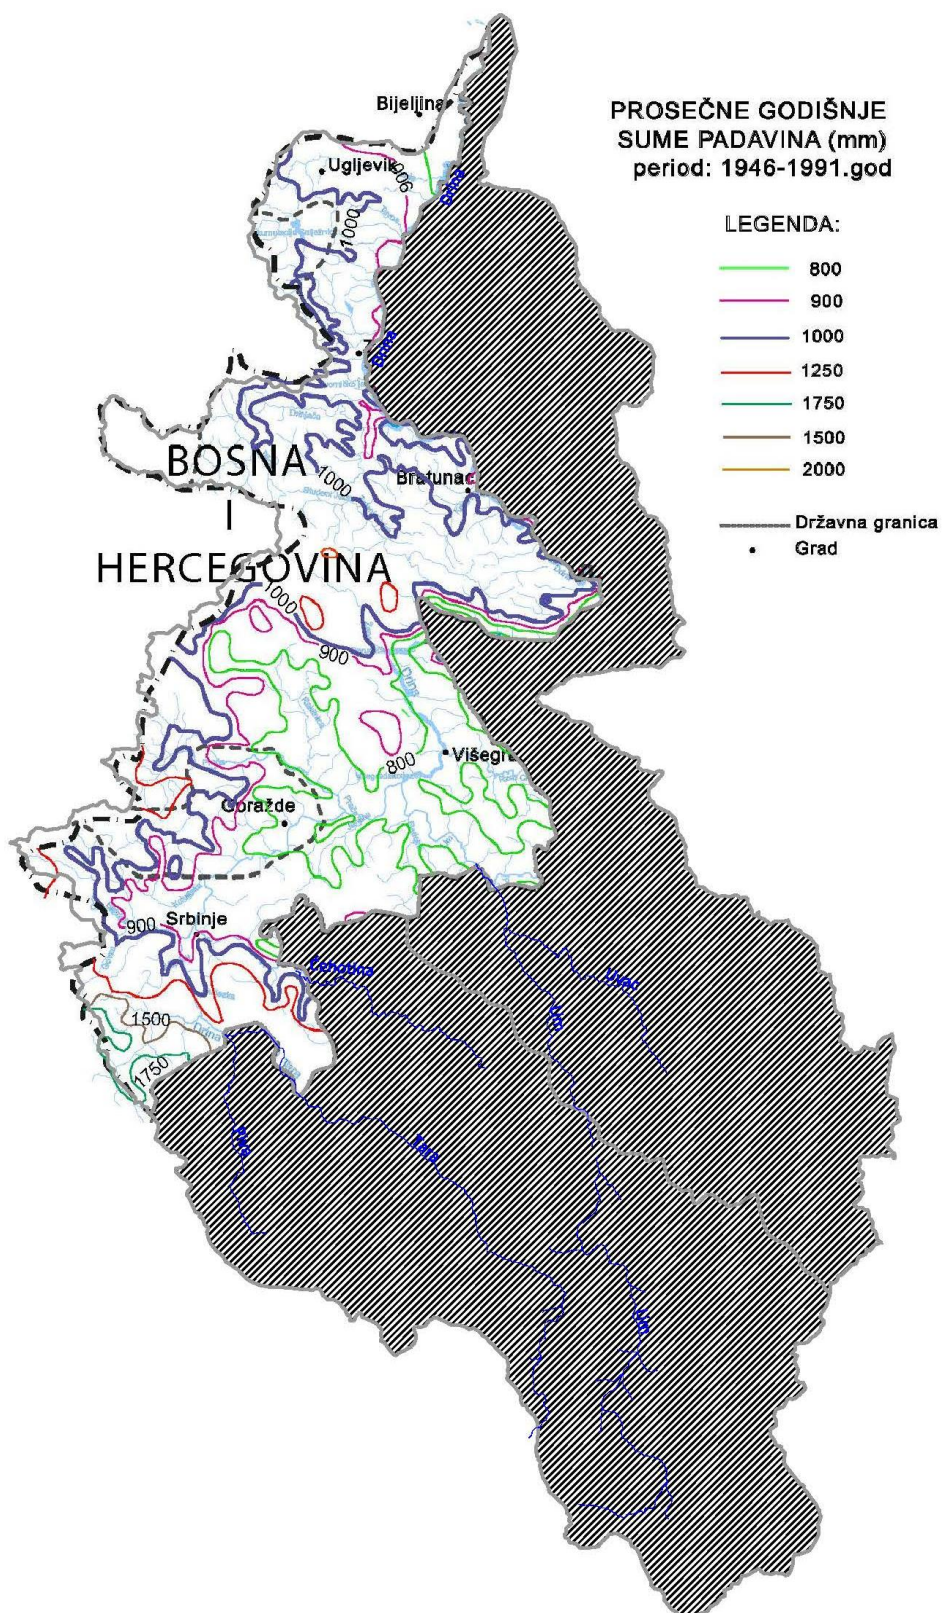 PROSEČNE GODIŠNJE
SUME PADAVINA (mm)
period: 1946-1991.god
LEGENDA:
800
900
1000
1250
1750
1500
2000
Državna granica
Grad
Bijeljina
Ugljevik
900
Drina
1000
Drina
Drinjača
BOSNA
1000
Bratunac
I
HERCEGOVINA
1000
900
Drina
800
Višegra
Goražde
900
Srbinje
Ćehotina
Uvac
Lim
1500
Drina
1750
Piva
Tara
Lim